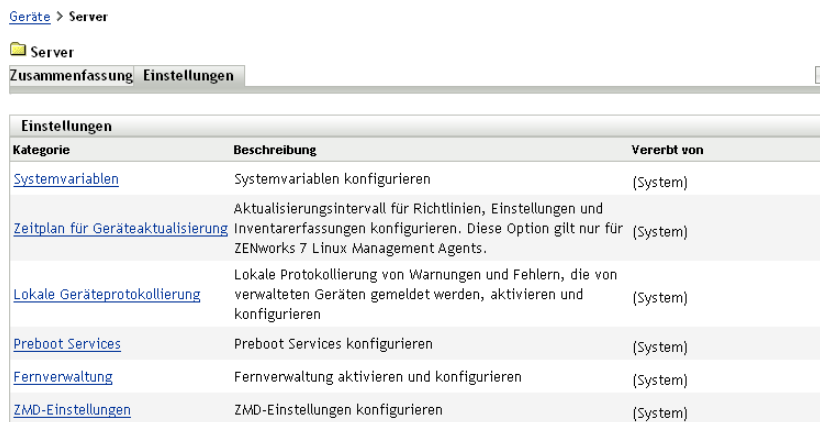 Geräte > Server
Server
Zusammenfassung Einstellungen
Einstellungen
Kategorie Beschreibung Vererbt von
Systemvariablen Systemvariablen konfigurieren (System)
Aktualisierungsintervall für Richtlinien, Einstellungen und
Zeitplan für Geräteaktualisierung Inventarerfassungen konfigurieren. Diese Option gilt nur für (System)
ZENworks 7 Linux Management Agents.
Lokale Protokollierung von Warnungen und Fehlern, die von
Lokale Geräteprotokollierung verwalteten Geräten gemeldet werden, aktivieren und (System)
konfigurieren
Preboot Services Preboot Services konfigurieren (System)
Fernverwaltung Fernverwaltung aktivieren und konfigurieren (System)
ZMD-Einstellungen ZMD-Einstellungen konfigurieren (System)